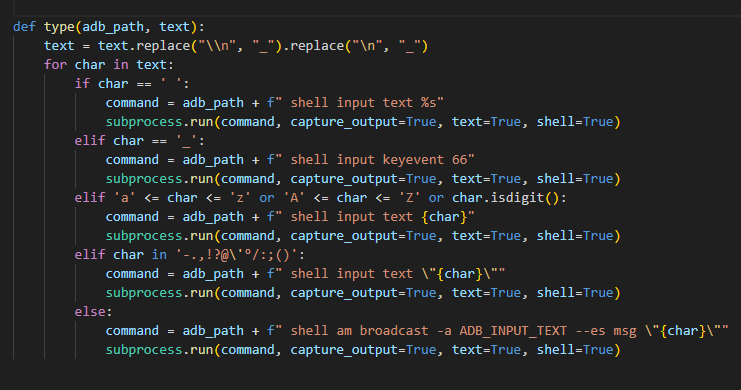 def type(adb_path, text):
    text = text.replace("\\n", "_").replace("\n", "_")
    for char in text:
        if char == ' ':
            command = adb_path + f" shell input text %s"
            subprocess.run(command, capture_output=True, text=True, shell=True)
        elif char == '_':
            command = adb_path + f" shell input keyevent 66"
            subprocess.run(command, capture_output=True, text=True, shell=True)
        elif 'a' <= char <= 'z' or 'A' <= char <= 'Z' or char.isdigit():
            command = adb_path + f" shell input text {char}"
            subprocess.run(command, capture_output=True, text=True, shell=True)
        elif char in '-.,!?@\'°/:;()':
            command = adb_path + f" shell input text \"{char}\""
            subprocess.run(command, capture_output=True, text=True, shell=True)
        else:
            command = adb_path + f" shell am broadcast -a ADB_INPUT_TEXT --es msg \"{char}\""
            subprocess.run(command, capture_output=True, text=True, shell=True)